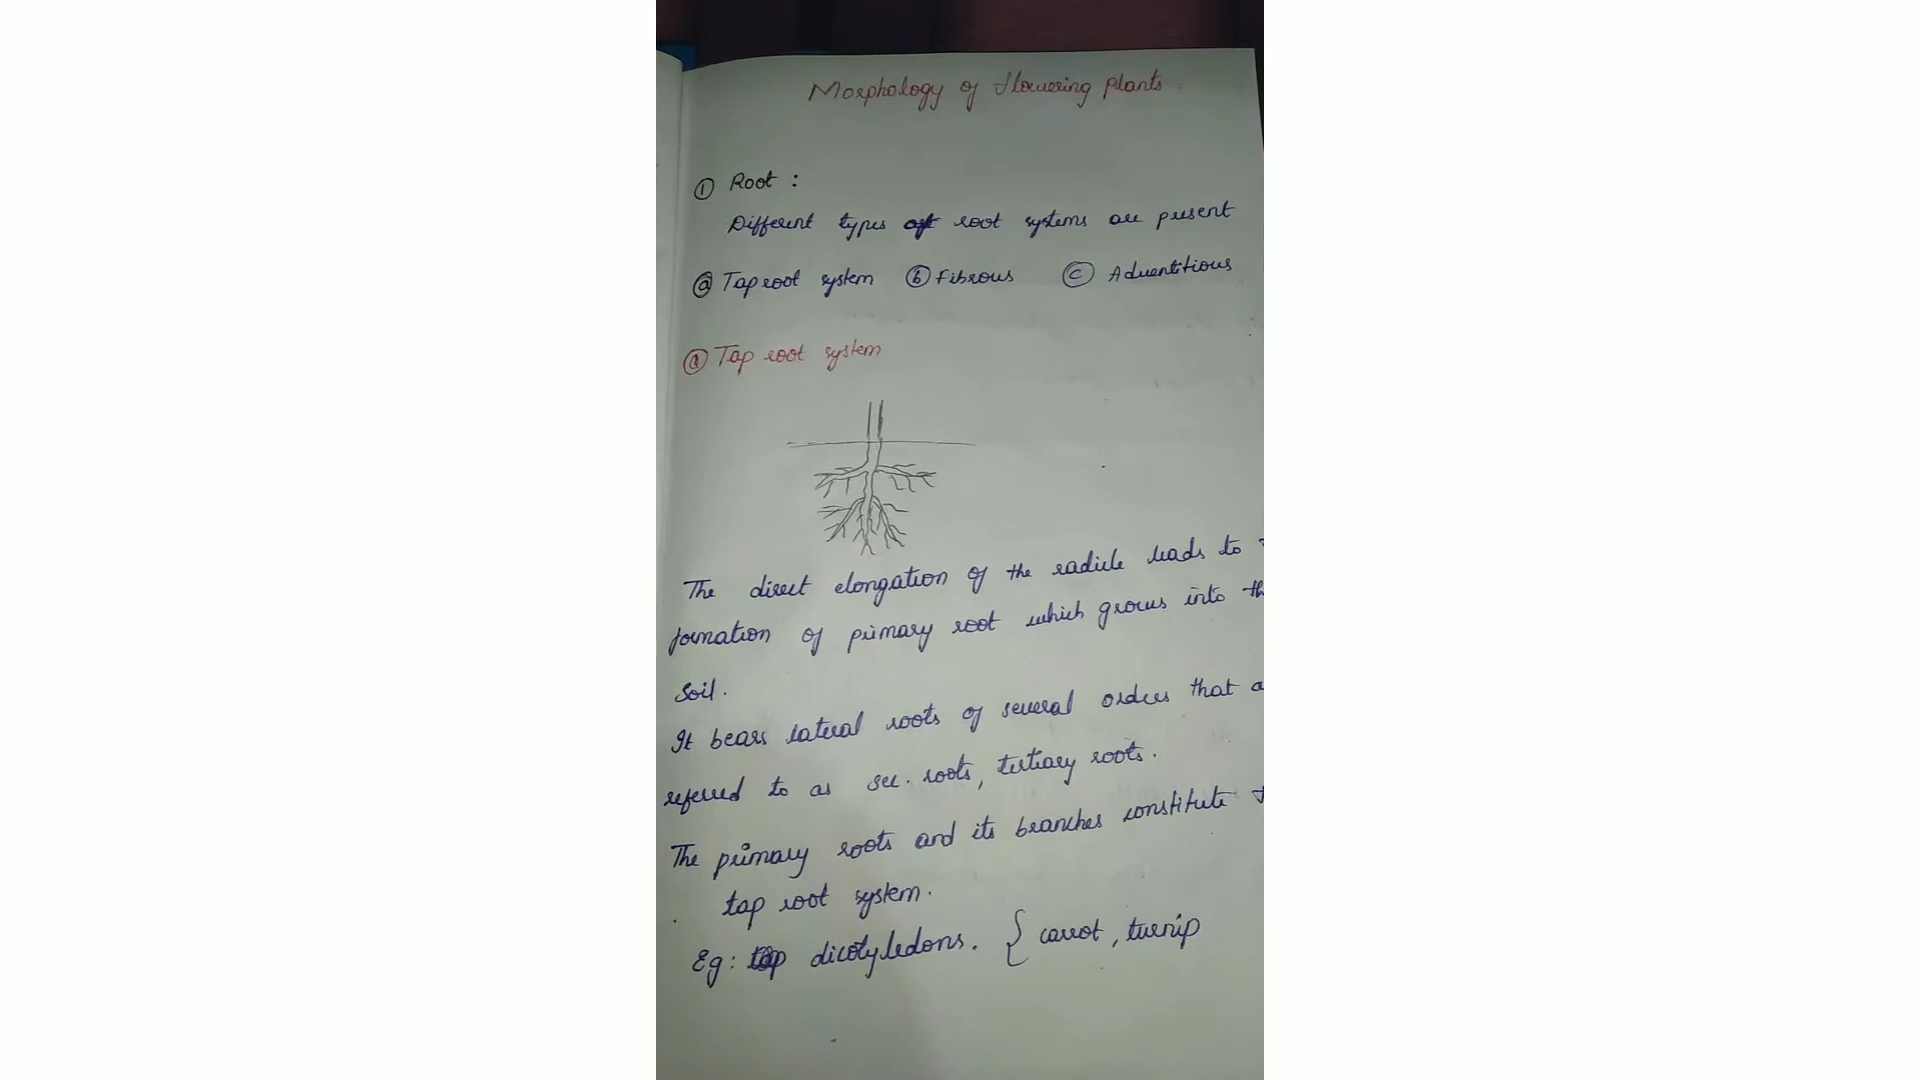 Morphology of flowering plants.
① Root :
Different types of root systems are present
ⓐ Tap root system ⓑ Fibrous ⓒ Adventitious
ⓐ Tap root system
The direct elongation of the radicle leads to
formation of primary root which grows into th
Soil.
It bears lateral roots of several orders that a
referred to as sec. roots, tertiary roots.
The primary roots and its branches constitute t
tap root system.
Eg: dicotyledons. { carrot, turnip